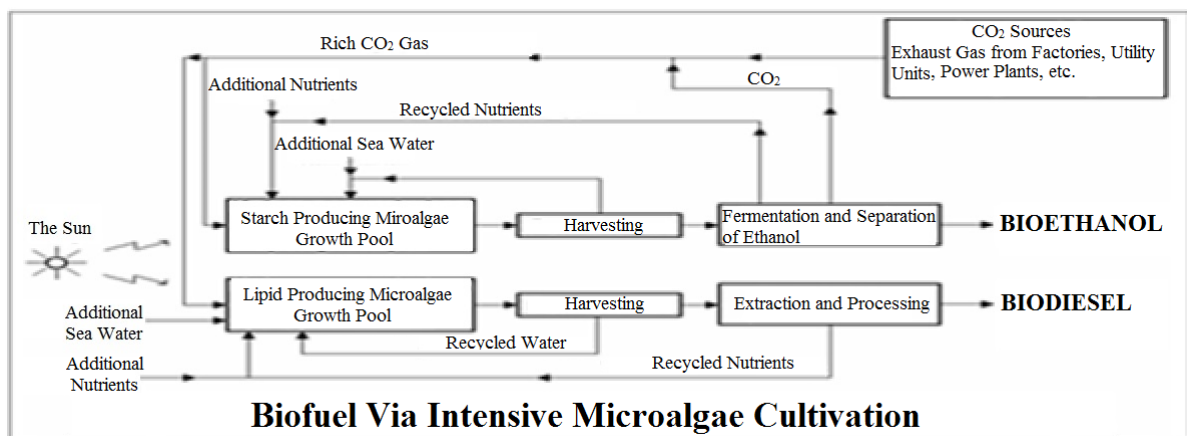 CO₂ Sources
Exhaust Gas from Factories, Utility
Units, Power Plants, etc.
Rich CO₂ Gas
CO₂
Additional Nutrients
Recycled Nutrients
Additional Sea Water
The Sun
Starch Producing Miroalgae
Growth Pool
Harvesting
Fermentation and Separation
of Ethanol
BIOETHANOL
Lipid Producing Microalgae
Growth Pool
Harvesting
Extraction and Processing
BIODIESEL
Additional
Sea Water
Recycled Water
Additional
Nutrients
Recycled Nutrients
Biofuel Via Intensive Microalgae Cultivation